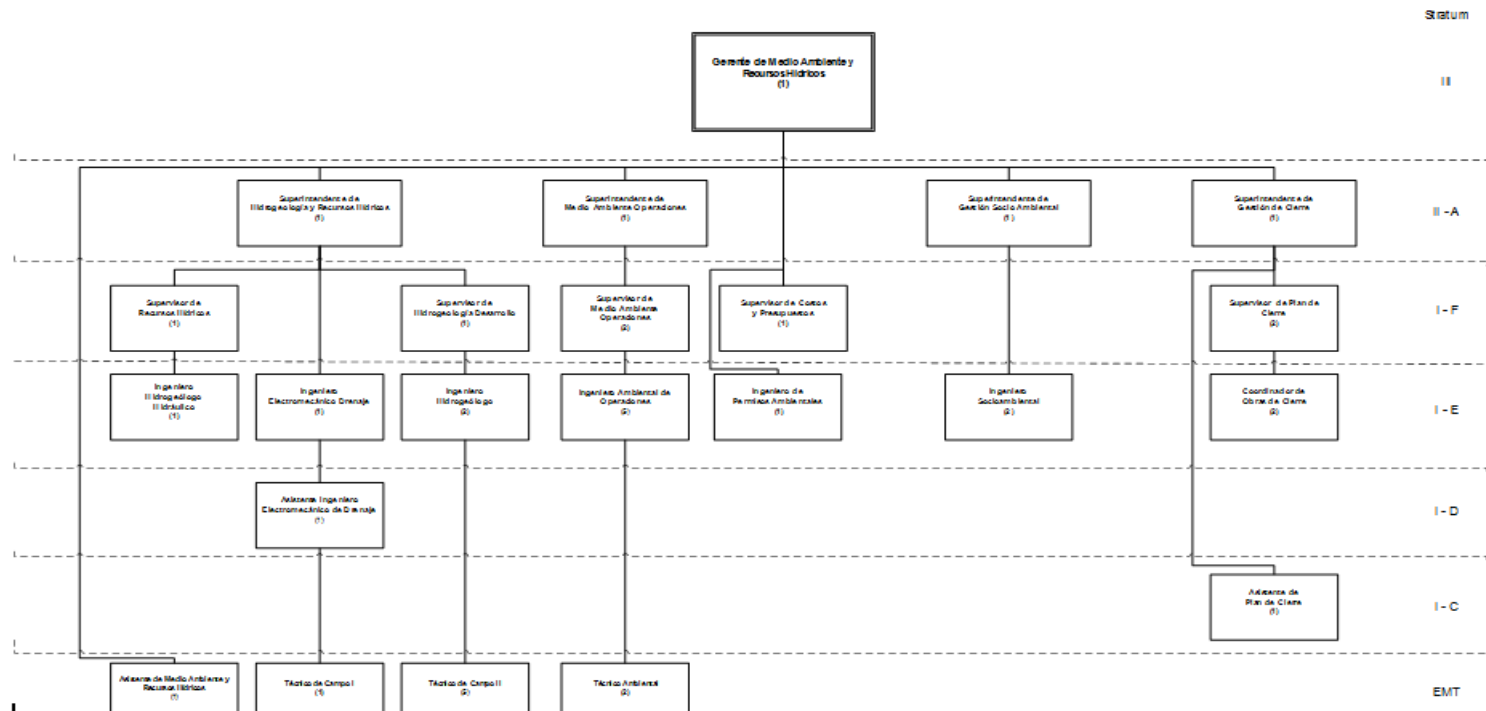 Stratum
Gerente de Medio Ambiente y
Recursos Hídricos
(1)
III
Superintendente de
Hidrogeología y Recursos Hídricos
(1)
Superintendente de
Medio Ambiente Operaciones
(1)
Superintendente de
Gestión Socio Ambiental
(1)
Superintendente de
Gestión de Cierre
(1)
II - A
Supervisor de
Recursos Hídricos
(1)
Supervisor de
Hidrogeología Desarrollo
(1)
Supervisor de
Medio Ambiente
Operaciones
(2)
Supervisor de Costos
y Presupuestos
(1)
Supervisor de Plan de
Cierre
(2)
I - F
Ingeniero
Hidrogeólogo
Hidráulico
(1)
Ingeniero
Electromecánico Drenaje
(1)
Ingeniero
Hidrogeólogo
(2)
Ingeniero Ambiental de
Operaciones
Ingeniero de
Permisos Ambientales
(1)
Ingeniero
Socioambiental
(2)
Coordinador de
Obras de Cierre
(2)
I - E
Asistente Ingeniero
Electromecánico de Drenaje
(1)
I - D
Asistente de
Plan de Cierre
(1)
I - C
Asistente de Medio Ambiente y
Recursos Hídricos
(1)
Técnico de Campo I
(1)
Técnico de Campo II
Técnico Ambiental
EMT